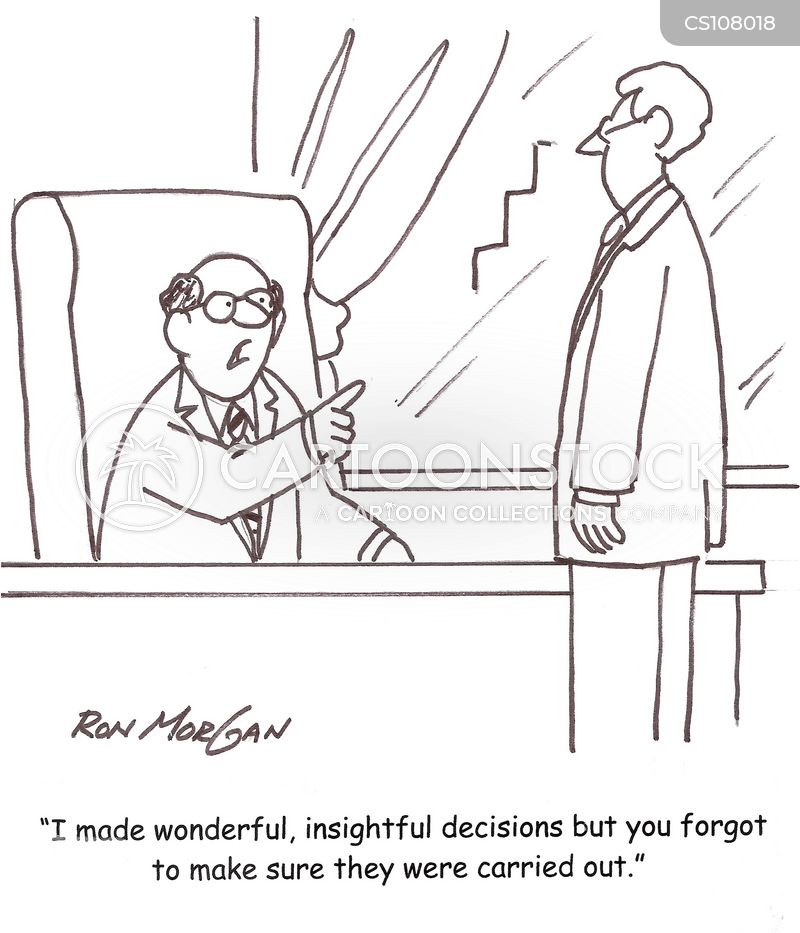 CS108018
CARTOONSTOCK
A CARTOON COLLECTIONS COMPANY
RON MORGAN
"I made wonderful, insightful decisions but you forgot
to make sure they were carried out."